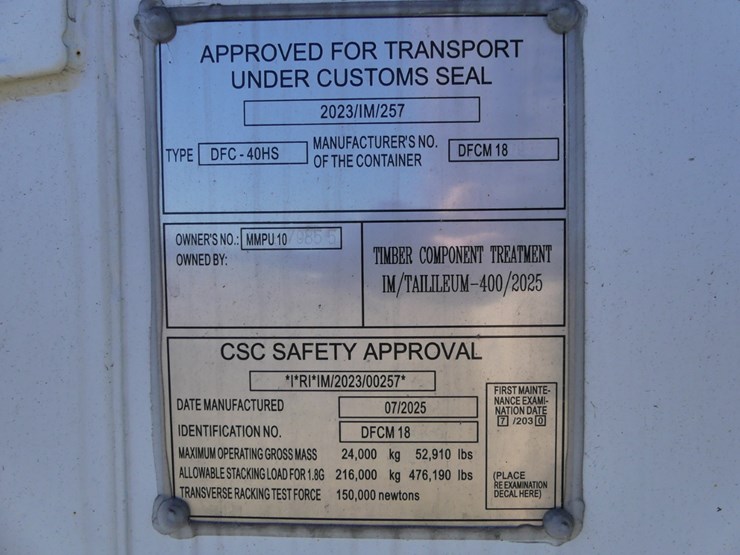 APPROVED FOR TRANSPORT
UNDER CUSTOMS SEAL
2023/IM/257
TYPE DFC - 40HS MANUFACTURER'S NO. OF THE CONTAINER DFCM 18
OWNER'S NO.: MMPU 10
OWNED BY:
TIMBER COMPONENT TREATMENT
IM/TAILILEUM-400/2025
CSC SAFETY APPROVAL
*I*RI*IM/2023/00257*
DATE MANUFACTURED 07/2025
IDENTIFICATION NO. DFCM 18
MAXIMUM OPERATING GROSS MASS 24,000 kg 52,910 lbs
ALLOWABLE STACKING LOAD FOR 1.8G 216,000 kg 476,190 lbs
TRANSVERSE RACKING TEST FORCE 150,000 newtons
FIRST MAINTE-
NANCE EXAMI-
NATION DATE
7 /203 0
(PLACE
RE EXAMINATION
DECAL HERE)